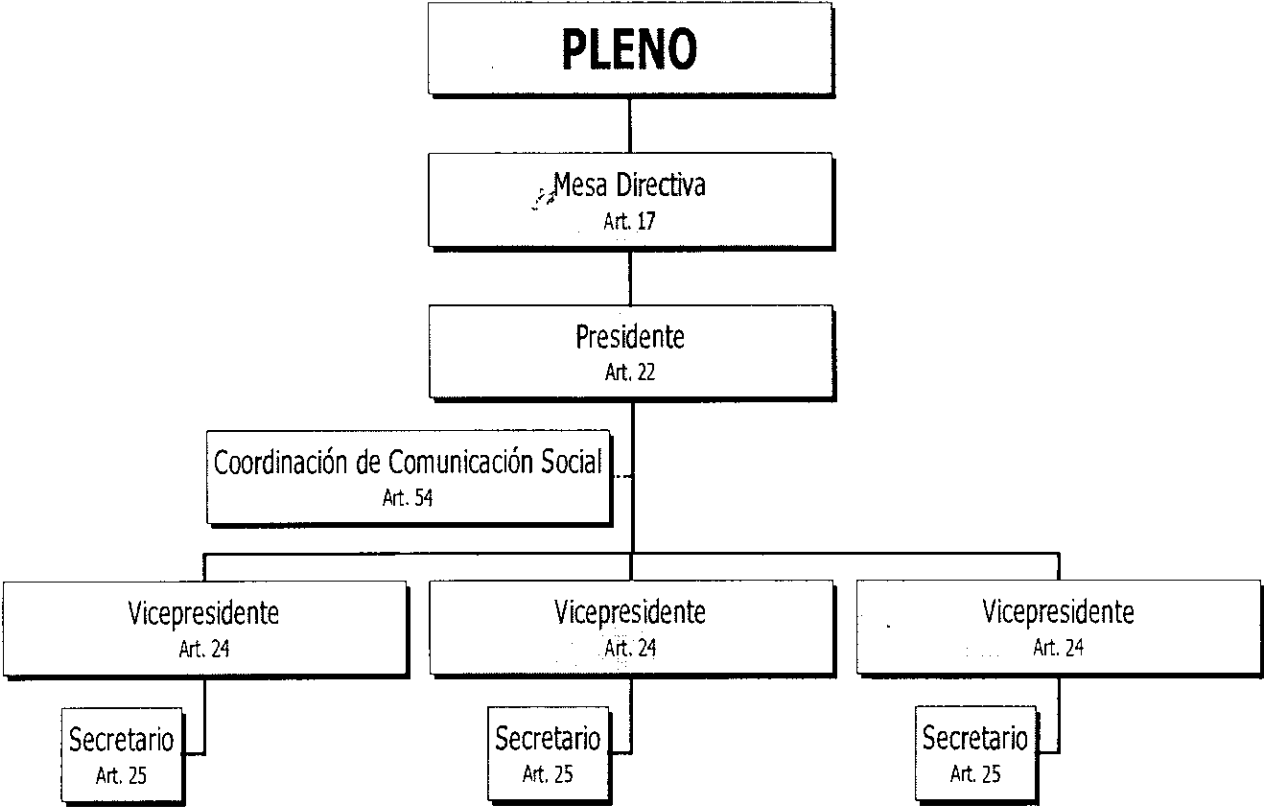 PLENO
Mesa Directiva
Art. 17
Presidente
Art. 22
Coordinación de Comunicación Social
Art. 54
Vicepresidente
Art. 24
Vicepresidente
Art. 24
Vicepresidente
Art. 24
Secretario
Art. 25
Secretario
Art. 25
Secretario
Art. 25